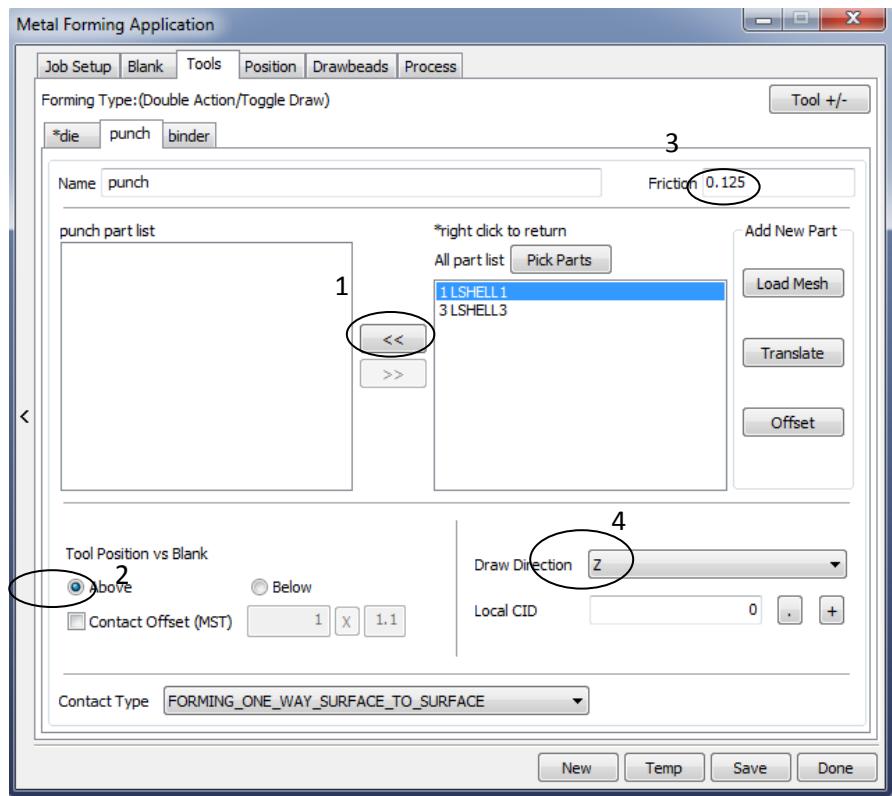 Metal Forming Application
X
Job Setup Blank Tools Position Drawbeads Process
Forming Type:(Double Action/Toggle Draw)
Tool +/-
*die punch binder
3
Name punch
Friction 0.125
punch part list
*right click to return
Add New Part
All part list Pick Parts
1
1 LSHELL1
3 LSHELL3
Load Mesh
<<
>>
Translate
<
Offset
4
Tool Position vs Blank
2
Draw Direction Z
Above Below
Contact Offset (MST) 1 X 1.1
Local CID 0 . +
Contact Type FORMING_ONE_WAY_SURFACE_TO_SURFACE
New Temp Save Done